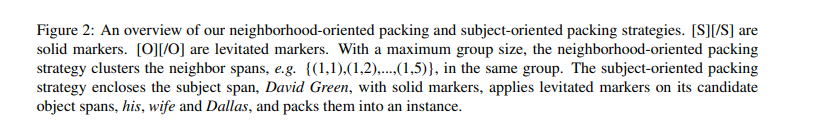 Figure 2: An overview of our neighborhood-oriented packing and subject-oriented packing strategies. [S][/S] are
solid markers. [O][/O] are levitated markers. With a maximum group size, the neighborhood-oriented packing
strategy clusters the neighbor spans, e.g. {(1,1),(1,2),...,(1,5)}, in the same group. The subject-oriented packing
strategy encloses the subject span, David Green, with solid markers, applies levitated markers on its candidate
object spans, his, wife and Dallas, and packs them into an instance.